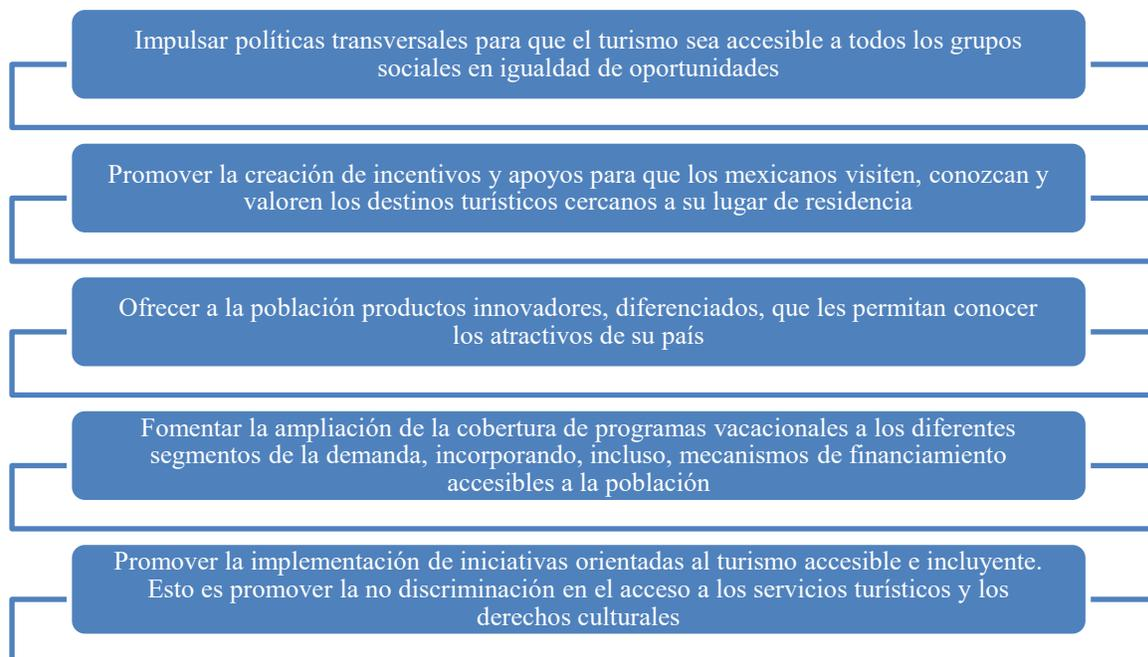 Impulsar políticas transversales para que el turismo sea accesible a todos los grupos
sociales en igualdad de oportunidades
Promover la creación de incentivos y apoyos para que los mexicanos visiten, conozcan y
valoren los destinos turísticos cercanos a su lugar de residencia
Ofrecer a la población productos innovadores, diferenciados, que les permitan conocer
los atractivos de su país
Fomentar la ampliación de la cobertura de programas vacacionales a los diferentes
segmentos de la demanda, incorporando, incluso, mecanismos de financiamiento
accesibles a la población
Promover la implementación de iniciativas orientadas al turismo accesible e incluyente.
Esto es promover la no discriminación en el acceso a los servicios turísticos y los
derechos culturales